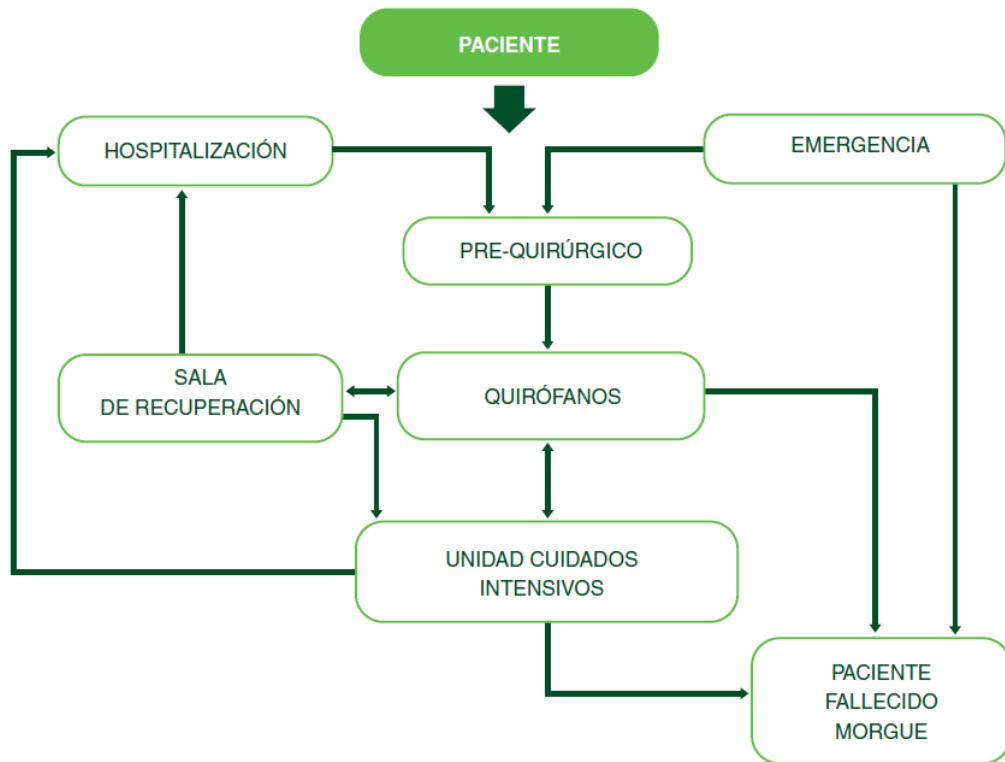 PACIENTE
HOSPITALIZACIÓN
EMERGENCIA
PRE-QUIRÚRGICO
SALA
DE RECUPERACIÓN
QUIRÓFANOS
UNIDAD CUIDADOS
INTENSIVOS
PACIENTE
FALLECIDO
MORGUE